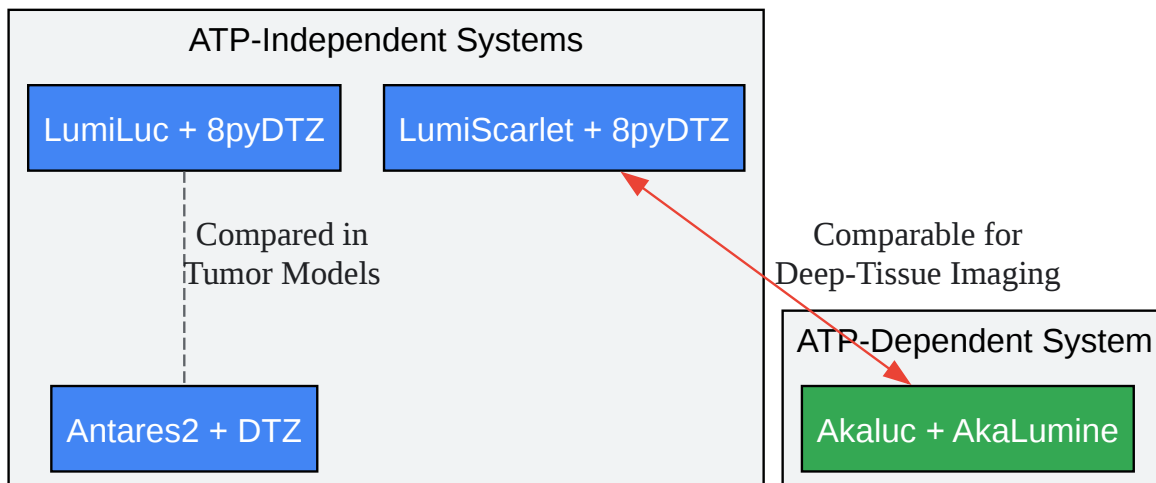 ATP-Independent Systems
LumiLuc + 8pyDTZ
LumiScarlet + 8pyDTZ
Compared in
Tumor Models
Comparable for
Deep-Tissue Imaging
ATP-Dependent System
Antares2 + DTZ
Akaluc + AkaLumine